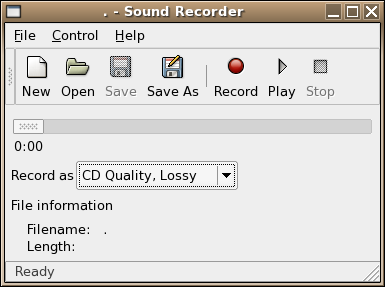 . - Sound Recorder
File Control Help
New Open Save Save As Record Play Stop
0:00
Record as CD Quality, Lossy
File information
Filename: .
Length:
Ready